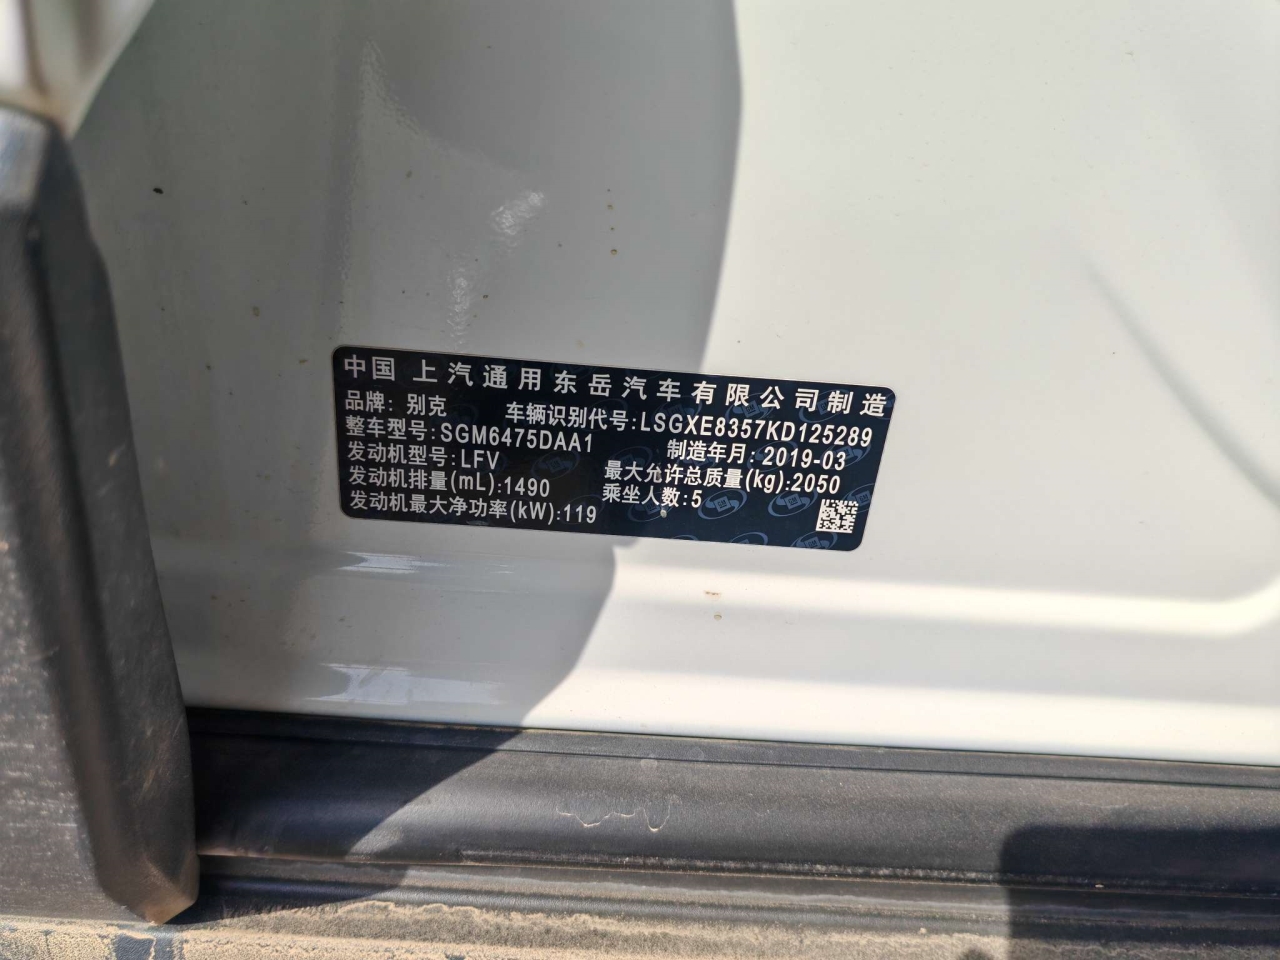 中国 上汽通用东岳汽车有限公司制造
品牌: 别克 车辆识别代号:LSGXE8357KD125289
整车型号:SGM6475DAA1 制造年月: 2019-03
发动机型号:LFV 最大允许总质量(kg):2050
发动机排量(mL):1490 乘坐人数:5
发动机最大净功率(kW):119